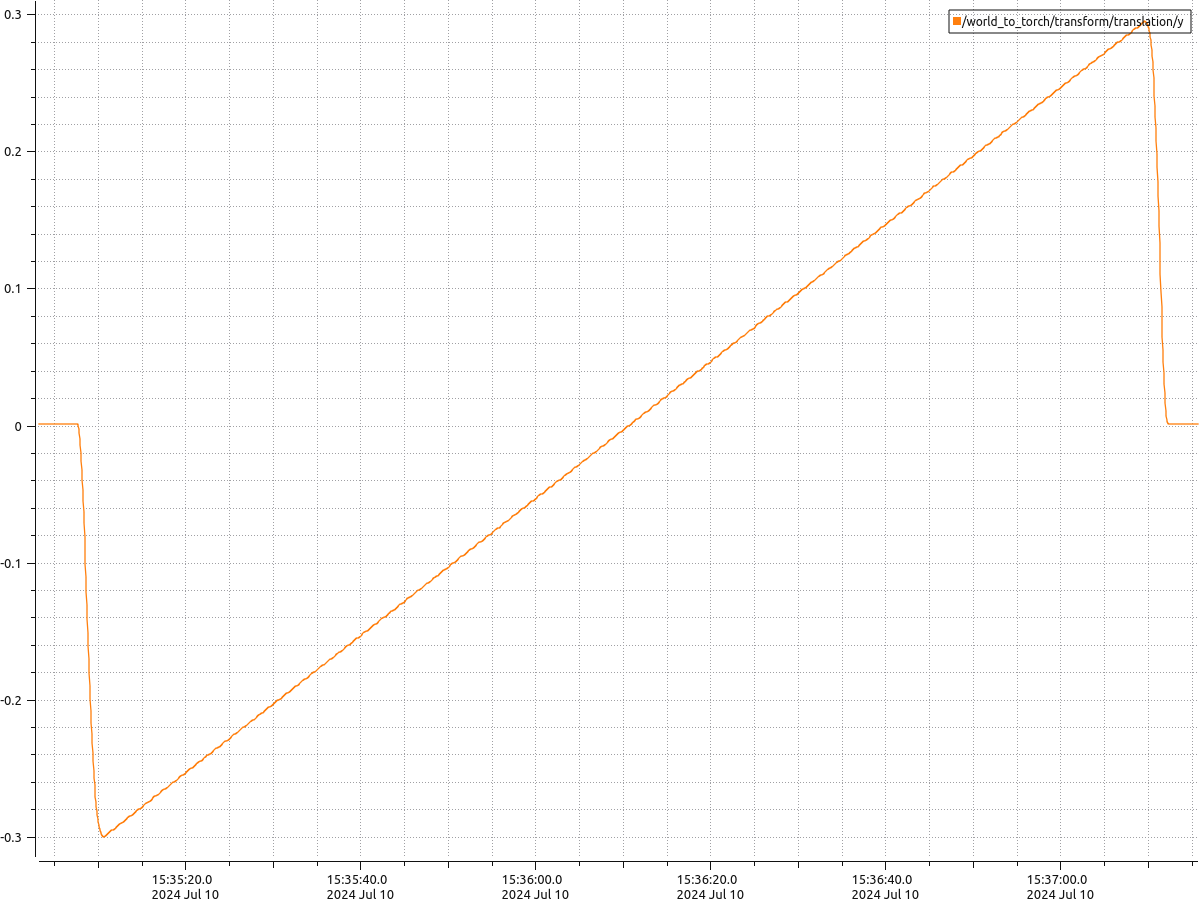 /world_to_torch/transform/translation/y
0.3
0.2
0.1
0
-0.1
-0.2
-0.3
15:35:20.0
2024 Jul 10
15:35:40.0
2024 Jul 10
15:36:00.0
2024 Jul 10
15:36:20.0
2024 Jul 10
15:36:40.0
2024 Jul 10
15:37:00.0
2024 Jul 10